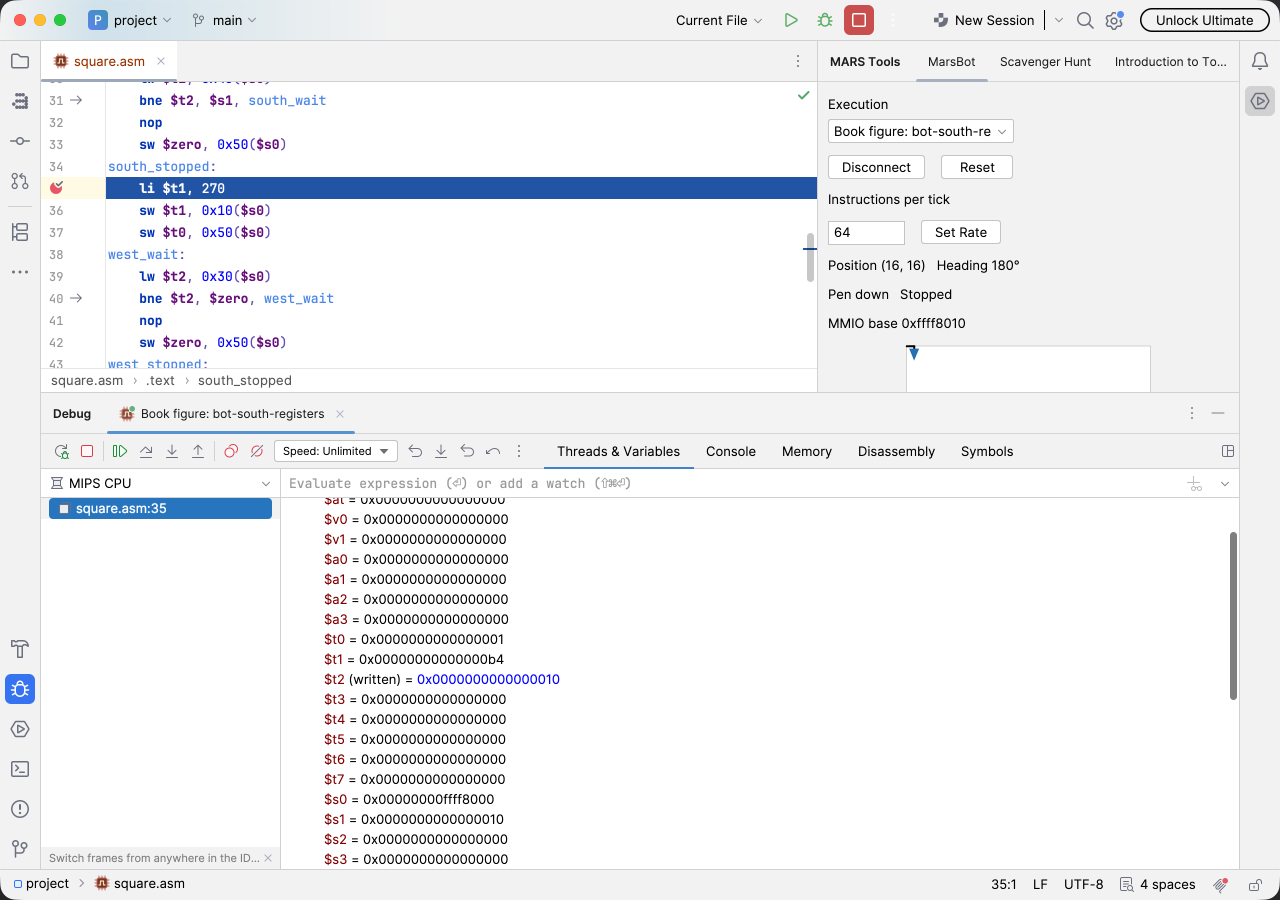 P project main Current File New Session Unlock Ultimate
square.asm
MARS Tools MarsBot Scavenger Hunt Introduction to To...
31 bne $t2, $s1, south_wait
32 nop
33 sw $zero, 0x50($s0)
34 south_stopped:
li $t1, 270
36 sw $t1, 0x10($s0)
37 sw $t0, 0x50($s0)
38 west_wait:
39 lw $t2, 0x30($s0)
40 bne $t2, $zero, west_wait
41 nop
42 sw $zero, 0x50($s0)
43 west_stopped:
square.asm › .text › south_stopped
Execution
Book figure: bot-south-re
Disconnect Reset
Instructions per tick
64 Set Rate
Position (16, 16) Heading 180°
Pen down Stopped
MMIO base 0xffff8010
Debug Book figure: bot-south-registers
Speed: Unlimited Threads & Variables Console Memory Disassembly Symbols
MIPS CPU
Evaluate expression (⏎) or add a watch (⇧⌘⏎)
square.asm:35
$at = 0x0000000000000000
$v0 = 0x0000000000000000
$v1 = 0x0000000000000000
$a0 = 0x0000000000000000
$a1 = 0x0000000000000000
$a2 = 0x0000000000000000
$a3 = 0x0000000000000000
$t0 = 0x0000000000000001
$t1 = 0x00000000000000b4
$t2 (written) = 0x0000000000000010
$t3 = 0x0000000000000000
$t4 = 0x0000000000000000
$t5 = 0x0000000000000000
$t6 = 0x0000000000000000
$t7 = 0x0000000000000000
$s0 = 0x00000000ffff8000
$s1 = 0x0000000000000010
$s2 = 0x0000000000000000
$s3 = 0x0000000000000000
Switch frames from anywhere in the ID...
project › square.asm
35:1 LF UTF-8 4 spaces